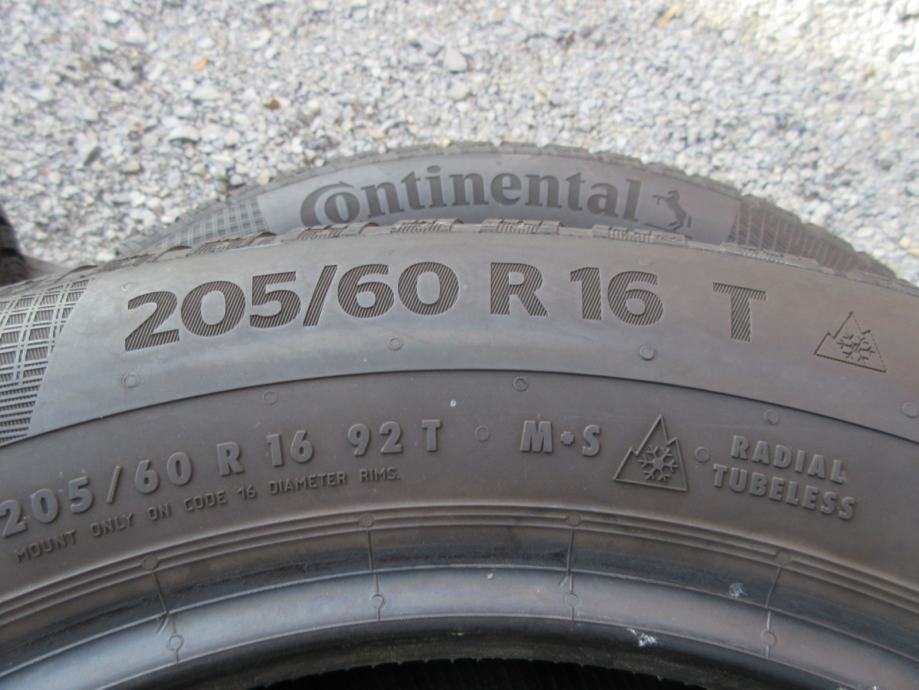 Continental
205/60 R 16 T
205/60 R 16 92 T M•S RADIAL
TUBELESS
MOUNT ONLY ON CODE 16 DIAMETER RIMS.